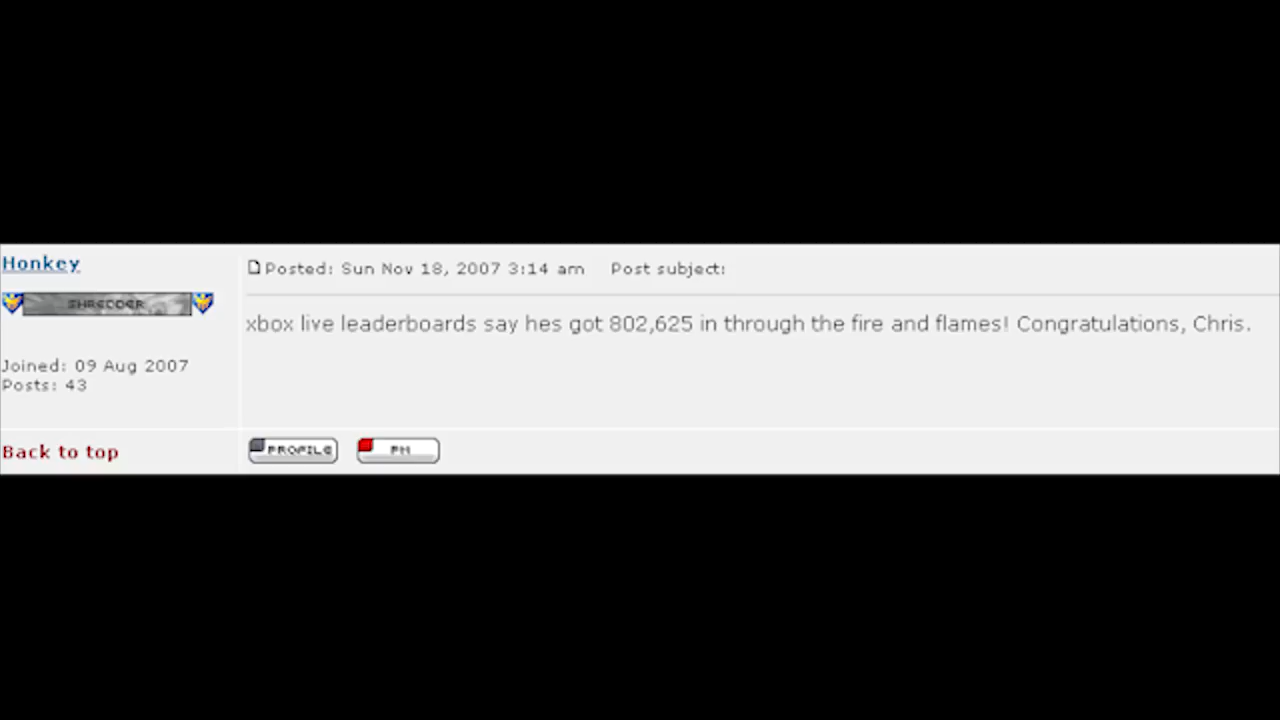 Honkey
Posted: Sun Nov 18, 2007 3:14 am Post subject:
SHREDDER
xbox live leaderboards say hes got 802,625 in through the fire and flames! Congratulations, Chris.
Joined: 09 Aug 2007
Posts: 43
Back to top
PROFILE
PM